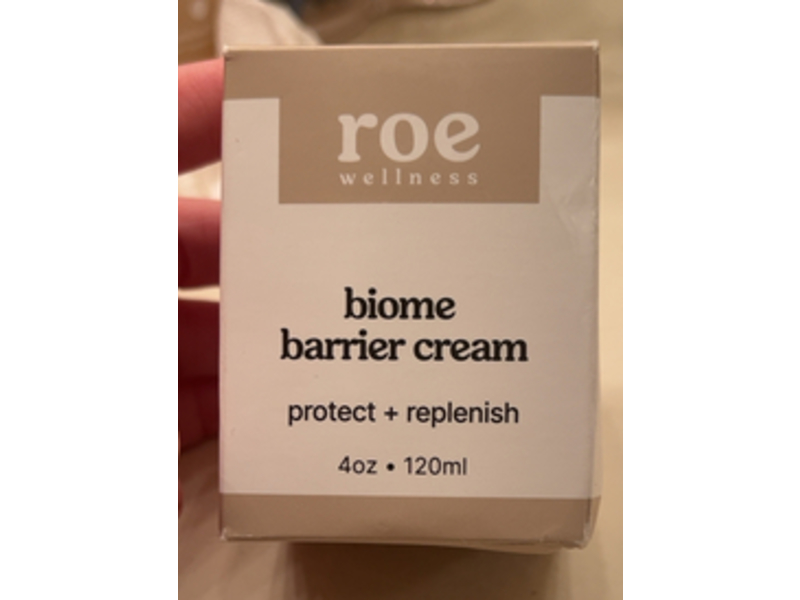 roe
wellness
biome
barrier cream
protect + replenish
4oz • 120ml